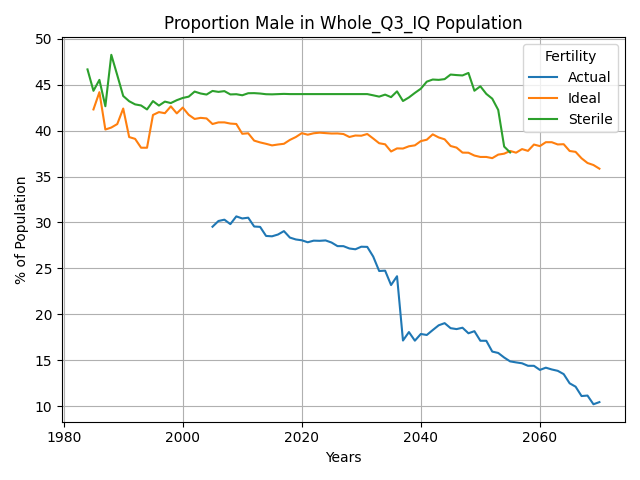 Proportion Male in Whole_Q3_IQ Population
% of Population
50
45
40
35
30
25
20
15
10
1980
2000
2020
2040
2060
Years
Fertility
Actual
Ideal
Sterile